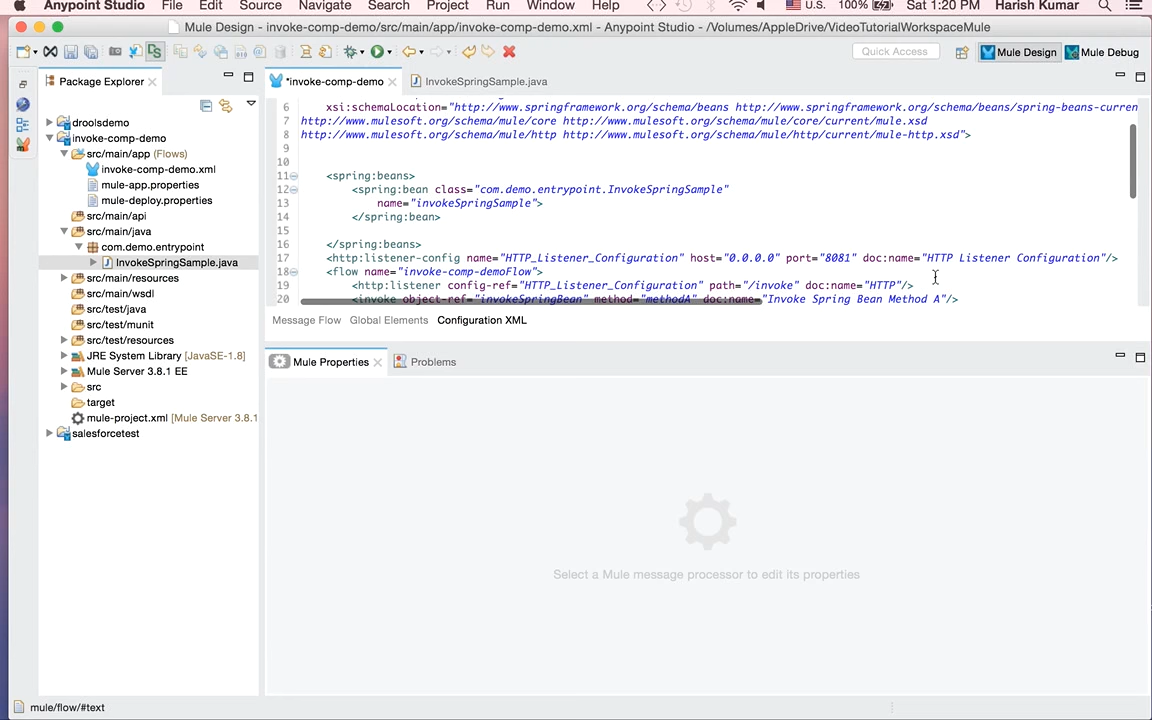 Anypoint Studio File Edit Source Navigate Search Project Run Window Help U.S. 100% Sat 1:20 PM Harish Kumar
Mule Design - invoke-comp-demo/src/main/app/invoke-comp-demo.xml - Anypoint Studio - /Volumes/AppleDrive/VideoTutorialWorkspaceMule
Quick Access Mule Design Mule Debug
Package Explorer
droolsdemo
invoke-comp-demo
src/main/app (Flows)
invoke-comp-demo.xml
mule-app.properties
mule-deploy.properties
src/main/api
src/main/java
com.demo.entrypoint
InvokeSpringSample.java
src/main/resources
src/main/wsdl
src/test/java
src/test/munit
src/test/resources
JRE System Library [JavaSE-1.8]
Mule Server 3.8.1 EE
src
target
mule-project.xml [Mule Server 3.8.1
salesforcetest
*invoke-comp-demo InvokeSpringSample.java
6 xsi:schemaLocation="http://www.springframework.org/schema/beans http://www.springframework.org/schema/beans/spring-beans-curren
7 http://www.mulesoft.org/schema/mule/core http://www.mulesoft.org/schema/mule/core/current/mule.xsd
8 http://www.mulesoft.org/schema/mule/http http://www.mulesoft.org/schema/mule/http/current/mule-http.xsd">
9
10
11 <spring:beans>
12 <spring:bean class="com.demo.entrypoint.InvokeSpringSample"
13 name="invokeSpringSample">
14 </spring:bean>
15
16 </spring:beans>
17 <http:listener-config name="HTTP_Listener_Configuration" host="0.0.0.0" port="8081" doc:name="HTTP Listener Configuration"/>
18 <flow name="invoke-comp-demoFlow">
19 <http:listener config-ref="HTTP_Listener_Configuration" path="/invoke" doc:name="HTTP"/>
20 <invoke object-ref="invokeSpringBean" method="methodA" doc:name="Invoke Spring Bean Method A"/>
Message Flow Global Elements Configuration XML
Mule Properties Problems
Select a Mule message processor to edit its properties
mule/flow/#text